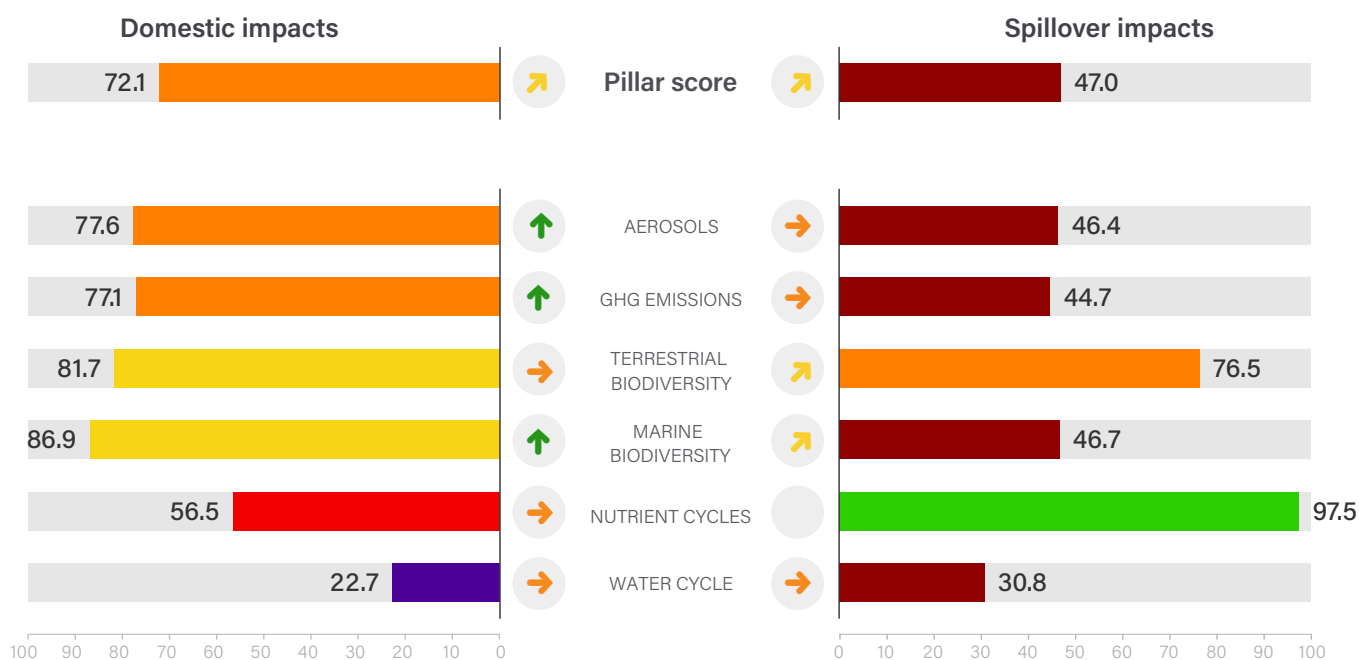 Domestic impacts
Spillover impacts
72.1
Pillar score
47.0
77.6
AEROSOLS
46.4
77.1
GHG EMISSIONS
44.7
81.7
TERRESTRIAL
BIODIVERSITY
76.5
86.9
MARINE
BIODIVERSITY
46.7
56.5
NUTRIENT CYCLES
97.5
22.7
WATER CYCLE
30.8
100 90 80 70 60 50 40 30 20 10 0
0 10 20 30 40 50 60 70 80 90 100